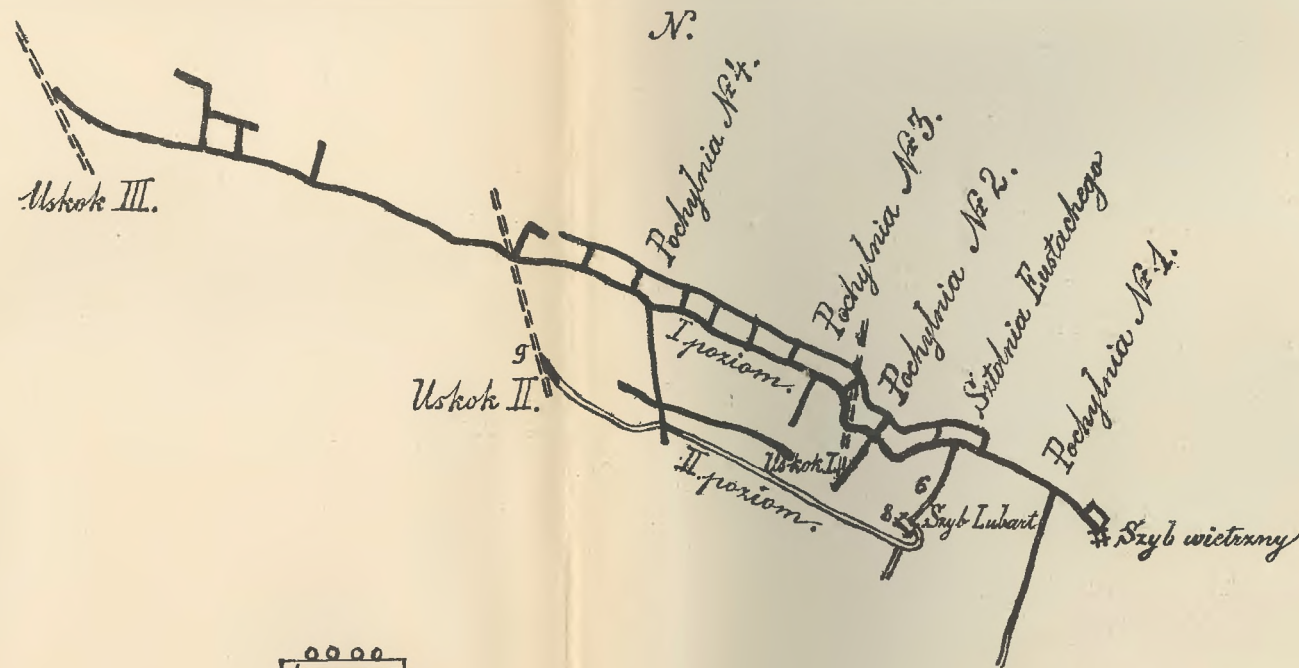 N.
Pochylnia № 4.
Pochylnia № 3.
Pochylnia № 2.
Sztolnia Eustachego
Pochylnia № 1.
Uskok III.
I poziom.
9
Uskok II.
II. poziom.
Uskok I.
6
8
Szyb Lubart
Szyb wietrzny